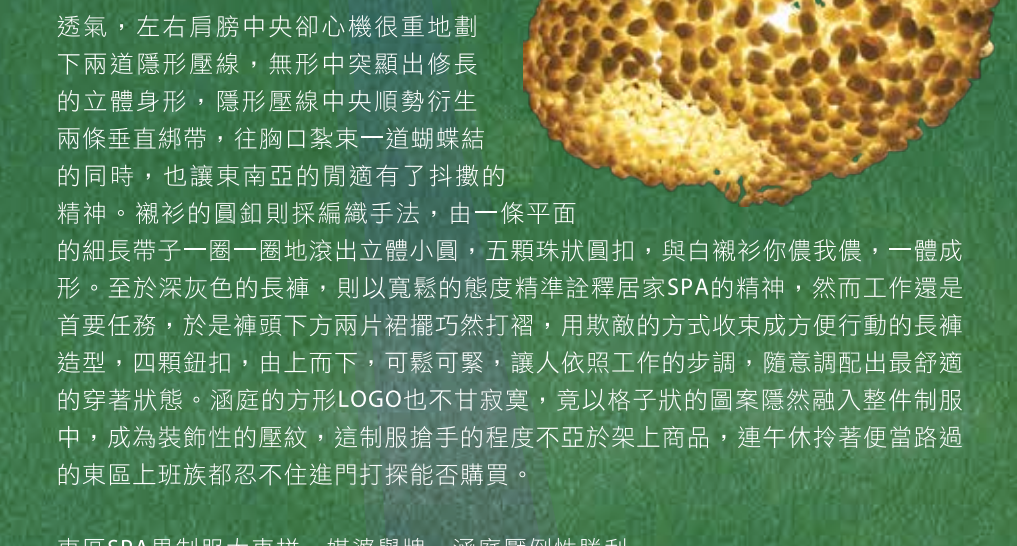 透氣，左右肩膀中央卻心機很重地劃
下兩道隱形壓線，無形中突顯出修長
的立體身形，隱形壓線中央順勢衍生
兩條垂直綁帶，往胸口紮束一道蝴蝶結
的同時，也讓東南亞的閒適有了抖擻的
精神。襯衫的圓釦則採編織手法，由一條平面
的細長帶子一圈一圈地滾出立體小圓，五顆珠狀圓扣，與白襯衫你儂我儂，一體成
形。至於深灰色的長褲，則以寬鬆的態度精準詮釋居家SPA的精神，然而工作還是
首要任務，於是褲頭下方兩片裙擺巧然打褶，用欺敵的方式收束成方便行動的長褲
造型，四顆鈕扣，由上而下，可鬆可緊，讓人依照工作的步調，隨意調配出最舒適
的穿著狀態。涵庭的方形LOGO也不甘寂寞，竟以格子狀的圖案隱然融入整件制服
中，成為裝飾性的壓紋，這制服搶手的程度不亞於架上商品，連午休拎著便當路過
的東區上班族都忍不住進門打探能否購買。